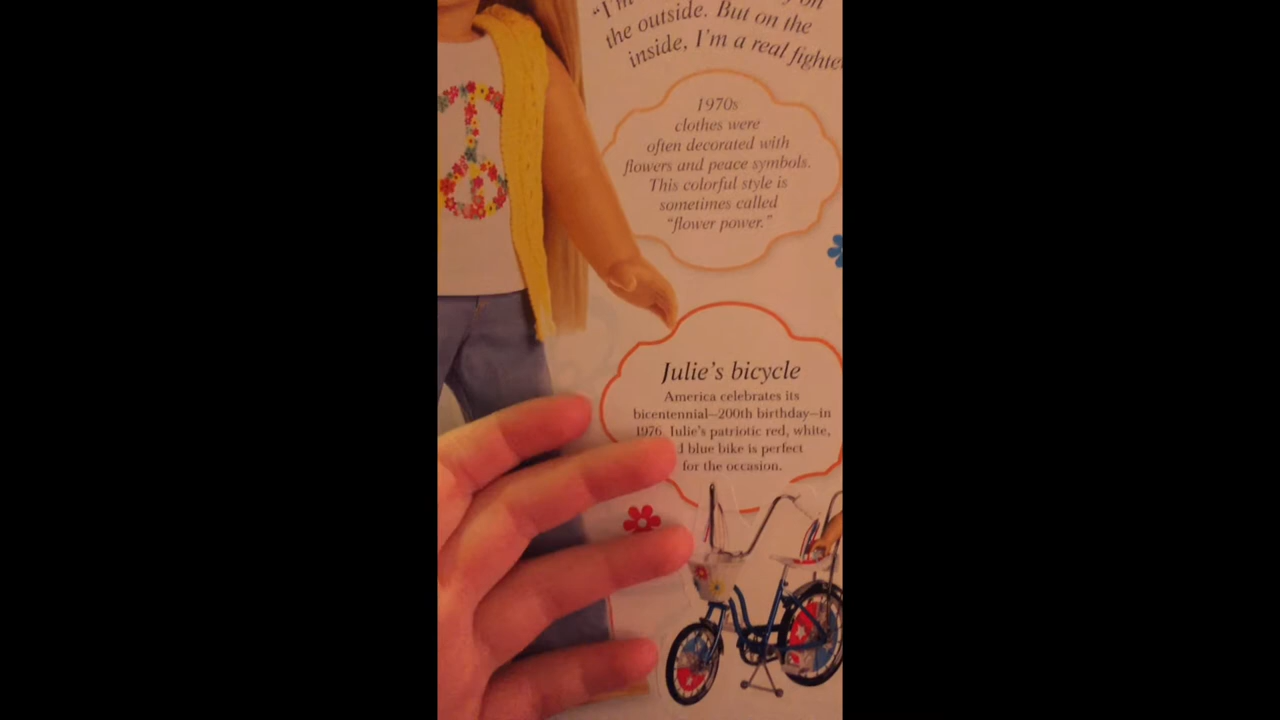 "I'm
the outside. But on the
inside, I'm a real fighte
1970s
clothes were
often decorated with
flowers and peace symbols.
This colorful style is
sometimes called
"flower power."
Julie's bicycle
America celebrates its
bicentennial–200th birthday–in
1976. Julie's patriotic red, white,
d blue bike is perfect
for the occasion.